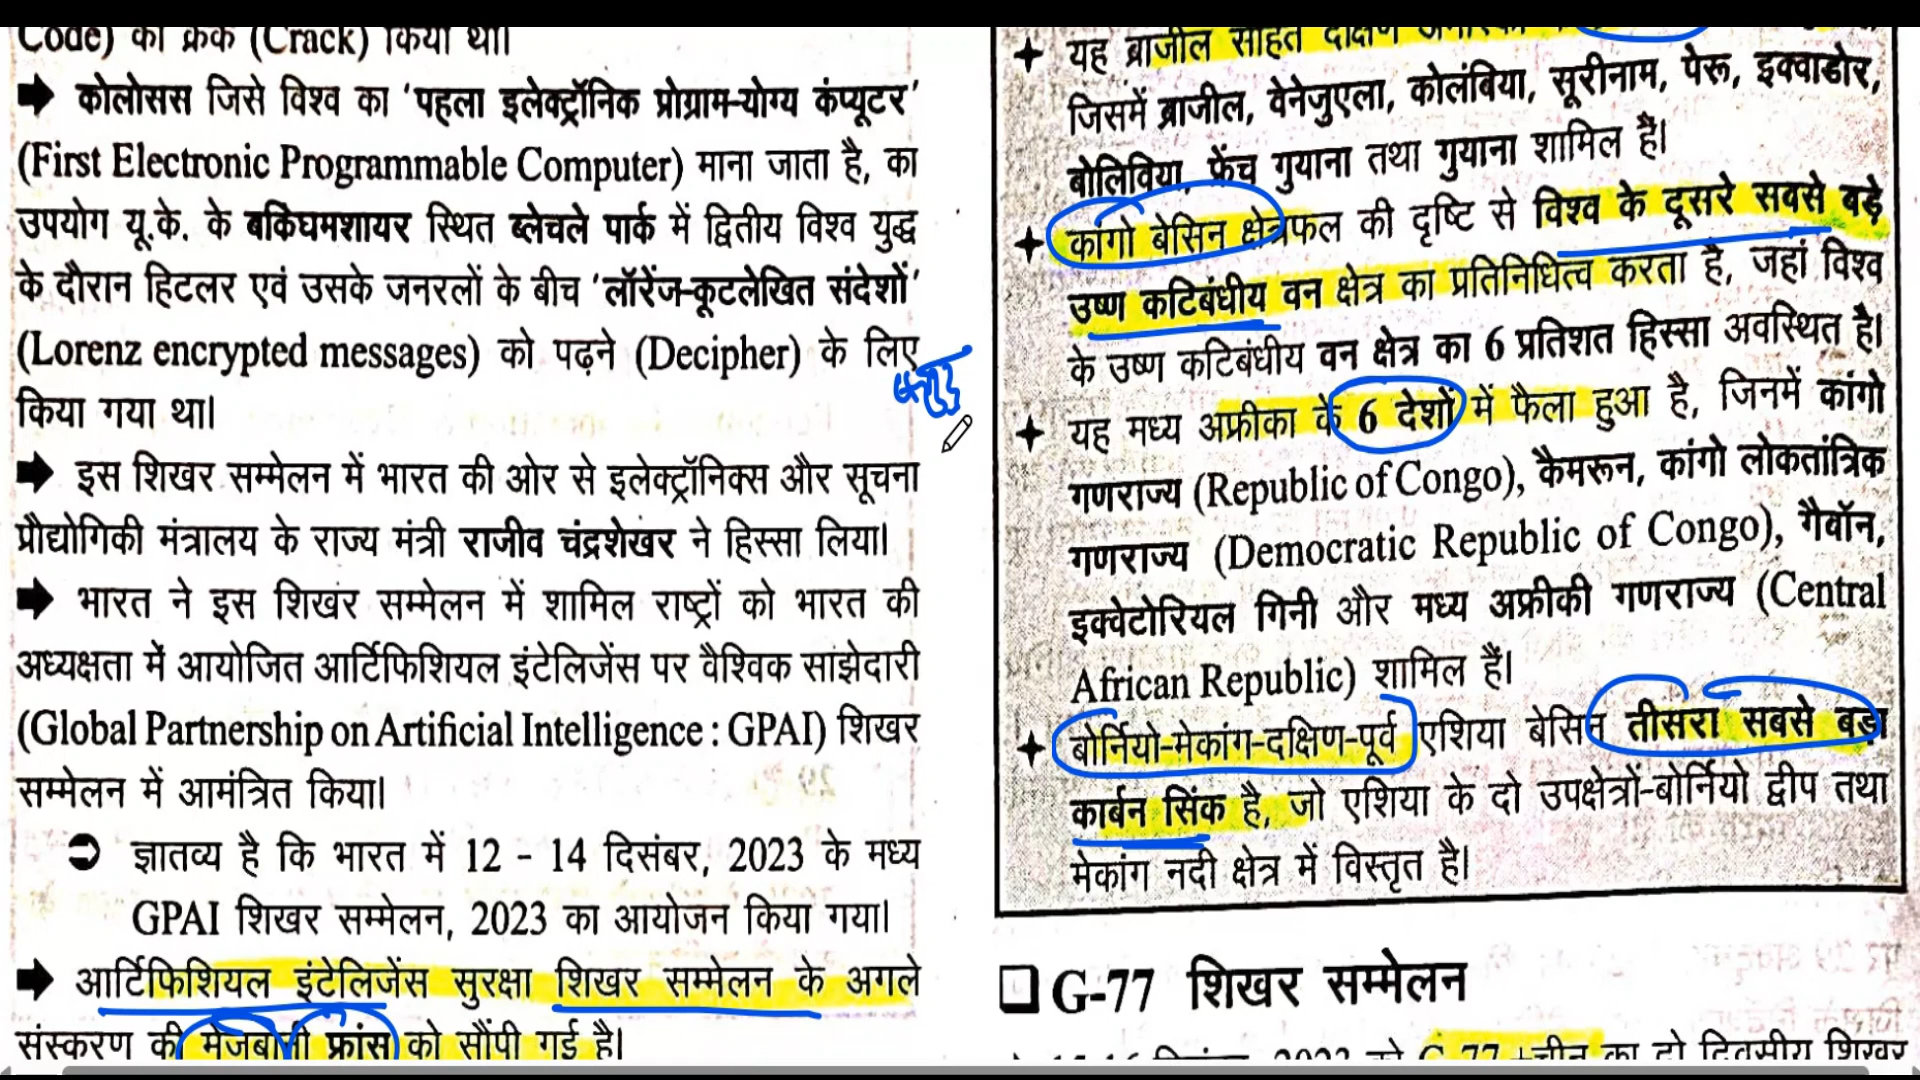 Code) को क्रैक (Crack) किया था।
➡ कोलोसस जिसे विश्व का 'पहला इलेक्ट्रॉनिक प्रोग्राम-योग्य कंप्यूटर'
(First Electronic Programmable Computer) माना जाता है, का
उपयोग यू.के. के बकिंघमशायर स्थित ब्लेचले पार्क में द्वितीय विश्व युद्ध
के दौरान हिटलर एवं उसके जनरलों के बीच 'लॉरेंज-कूटलेखित संदेशों'
(Lorenz encrypted messages) को पढ़ने (Decipher) के लिए
किया गया था।
➡ इस शिखर सम्मेलन में भारत की ओर से इलेक्ट्रॉनिक्स और सूचना
प्रौद्योगिकी मंत्रालय के राज्य मंत्री राजीव चंद्रशेखर ने हिस्सा लिया।
➡ भारत ने इस शिखर सम्मेलन में शामिल राष्ट्रों को भारत की
अध्यक्षता में आयोजित आर्टिफिशियल इंटेलिजेंस पर वैश्विक सांझेदारी
(Global Partnership on Artificial Intelligence : GPAI) शिखर
सम्मेलन में आमंत्रित किया।
➲ ज्ञातव्य है कि भारत में 12 - 14 दिसंबर, 2023 के मध्य
GPAI शिखर सम्मेलन, 2023 का आयोजन किया गया।
➡ आर्टिफिशियल इंटेलिजेंस सुरक्षा शिखर सम्मेलन के अगले
संस्करण की मेजबानी फ्रांस को सौंपी गई है।
✦ यह ब्राजील सहित दक्षिण
जिसमें ब्राजील, वेनेजुएला, कोलंबिया, सूरीनाम, पेरू, इक्वाडोर,
बोलिविया, फ्रेंच गुयाना तथा गुयाना शामिल हैं।
✦ कांगो बेसिन क्षेत्रफल की दृष्टि से विश्व के दूसरे सबसे बड़े
उष्ण कटिबंधीय वन क्षेत्र का प्रतिनिधित्व करता है, जहां विश्व
के उष्ण कटिबंधीय वन क्षेत्र का 6 प्रतिशत हिस्सा अवस्थित है।
✦ यह मध्य अफ्रीका के 6 देशों में फैला हुआ है, जिनमें कांगो
गणराज्य (Republic of Congo), कैमरून, कांगो लोकतांत्रिक
गणराज्य (Democratic Republic of Congo), गैवॉन,
इक्वेटोरियल गिनी और मध्य अफ्रीकी गणराज्य (Central
African Republic) शामिल हैं।
✦ बोर्नियो-मेकांग-दक्षिण-पूर्व एशिया बेसिन तीसरा सबसे बड़ा
कार्बन सिंक है, जो एशिया के दो उपक्षेत्रों-बोर्नियो द्वीप तथा
मेकांग नदी क्षेत्र में विस्तृत है।
❑ G-77 शिखर सम्मेलन
2023 को G-77 +चीन का दो दिवसीय शिखर